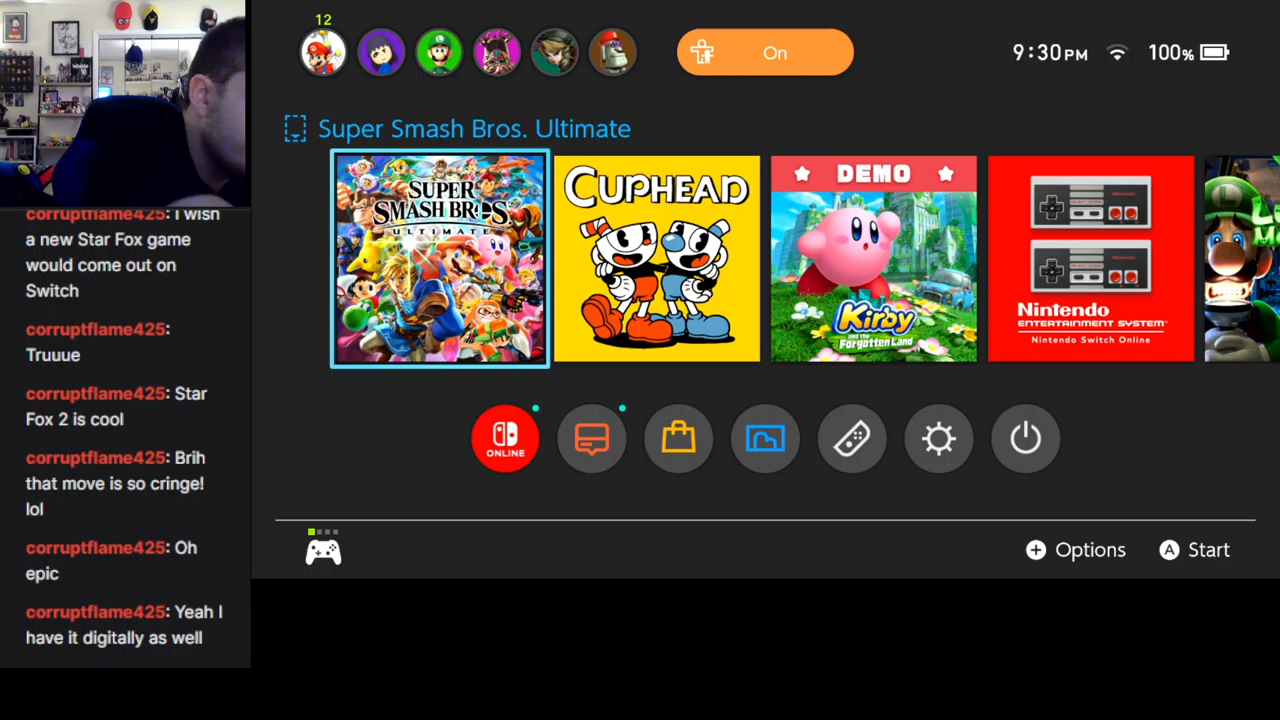 12
On
9:30 PM
100%
Super Smash Bros. Ultimate
SUPER
SMASH BROS
ULTIMATE
CUPHEAD
DEMO
Kirby
and the
Forgotten Land
Nintendo
ENTERTAINMENT SYSTEM™
Nintendo Switch Online
ONLINE
Options
A Start
corruptflame425: I wish
a new Star Fox game
would come out on
Switch
corruptflame425:
Truuue
corruptflame425: Star
Fox 2 is cool
corruptflame425: Brih
that move is so cringe!
lol
corruptflame425: Oh
epic
corruptflame425: Yeah I
have it digitally as well